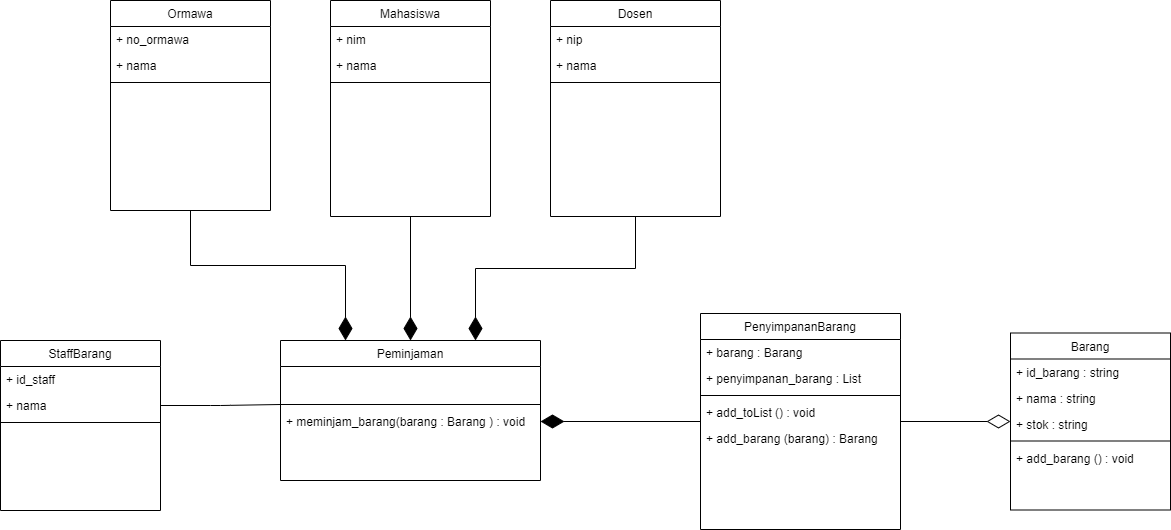 Ormawa
+ no_ormawa
+ nama
Mahasiswa
+ nim
+ nama
Dosen
+ nip
+ nama
StaffBarang
+ id_staff
+ nama
Peminjaman
+ meminjam_barang(barang : Barang ) : void
PenyimpananBarang
+ barang : Barang
+ penyimpanan_barang : List
+ add_toList () : void
+ add_barang (barang) : Barang
Barang
+ id_barang : string
+ nama : string
+ stok : string
+ add_barang () : void